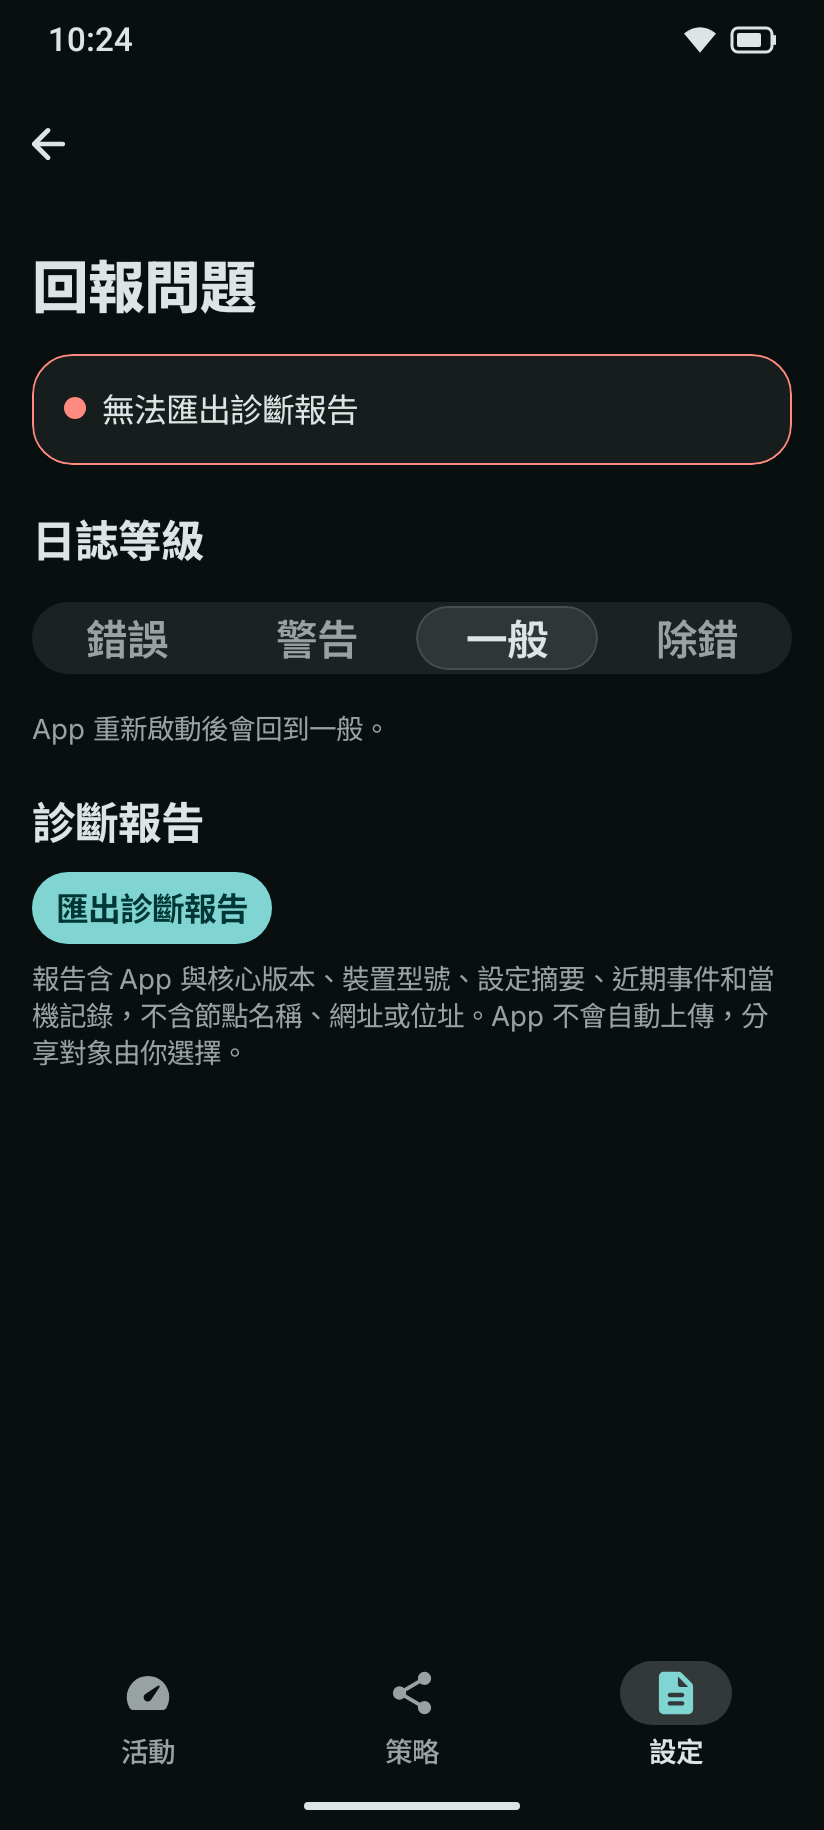 10:24
回報問題
無法匯出診斷報告
日誌等級
錯誤 警告 一般 除錯
App 重新啟動後會回到一般。
診斷報告
匯出診斷報告
報告含 App 與核心版本、裝置型號、設定摘要、近期事件和當
機記錄，不含節點名稱、網址或位址。App 不會自動上傳，分
享對象由你選擇。
活動 策略 設定